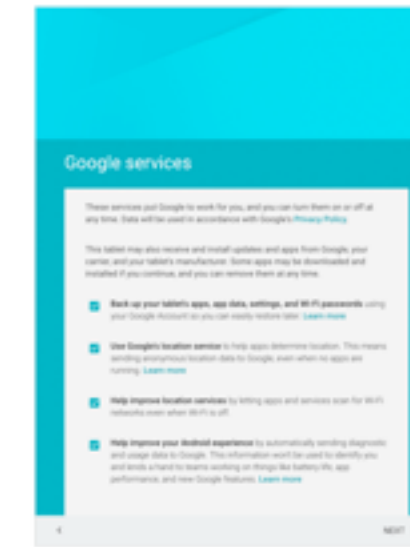 Google services
These services put Google to work for you, and you can turn them on or off at
any time. Data will be used in accordance with Google's Privacy Policy.
This tablet may also receive and install updates and apps from Google, your
carrier, and your tablet's manufacturer. Some apps may be downloaded and
installed if you continue, and you can remove them at any time.
Back up your tablet's apps, app data, settings, and Wi-Fi passwords using
your Google Account so you can easily restore later. Learn more
Use Google's location service to help apps determine location. This means
sending anonymous location data to Google, even when no apps are
running. Learn more
Help improve location services by letting apps and services scan for Wi-Fi
networks even when Wi-Fi is off.
Help improve your Android experience by automatically sending diagnostic
and usage data to Google. This information won't be used to identify you
and lends a hand to teams working on things like battery life, app
performance, and new Google features. Learn more
NEXT